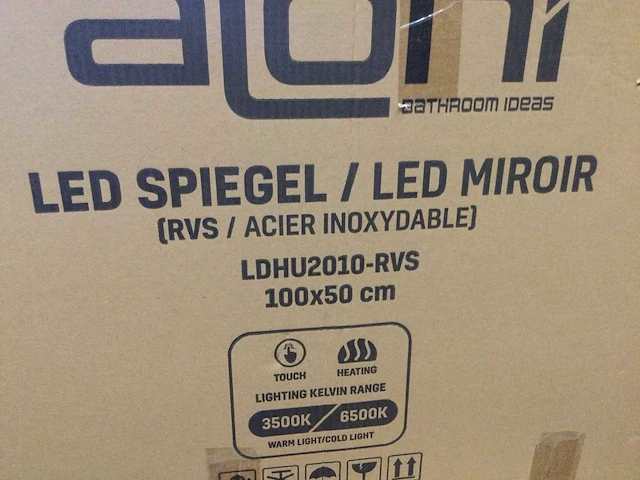 aLoni
BATHROOM IDEAS
LED SPIEGEL / LED MIROIR
(RVS / ACIER INOXYDABLE)
LDHU2010-RVS
100x50 cm
TOUCH HEATING
LIGHTING KELVIN RANGE
3500K / 6500K
WARM LIGHT/COLD LIGHT